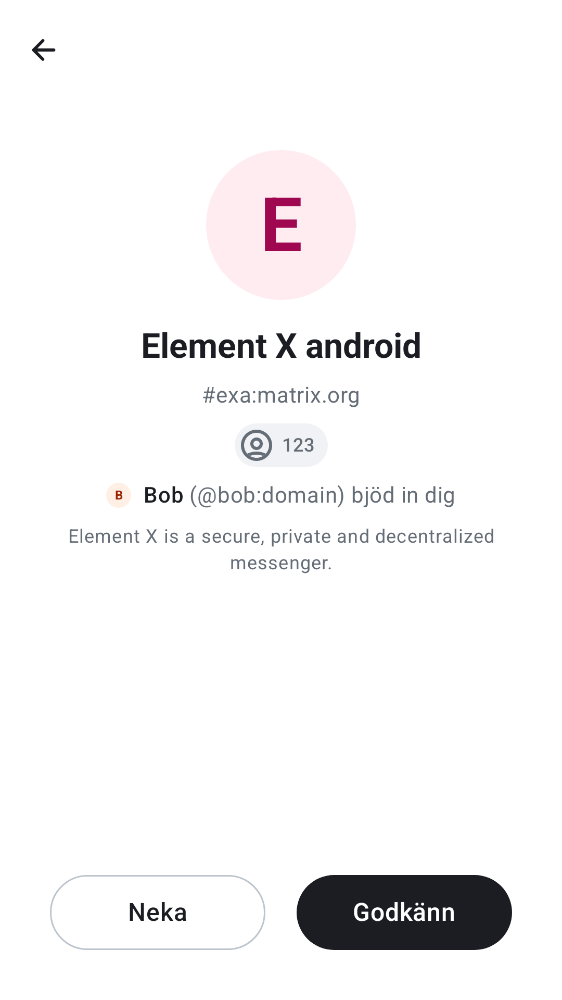 E
Element X android
#exa:matrix.org
123
B Bob (@bob:domain) bjöd in dig
Element X is a secure, private and decentralized
messenger.
Neka
Godkänn